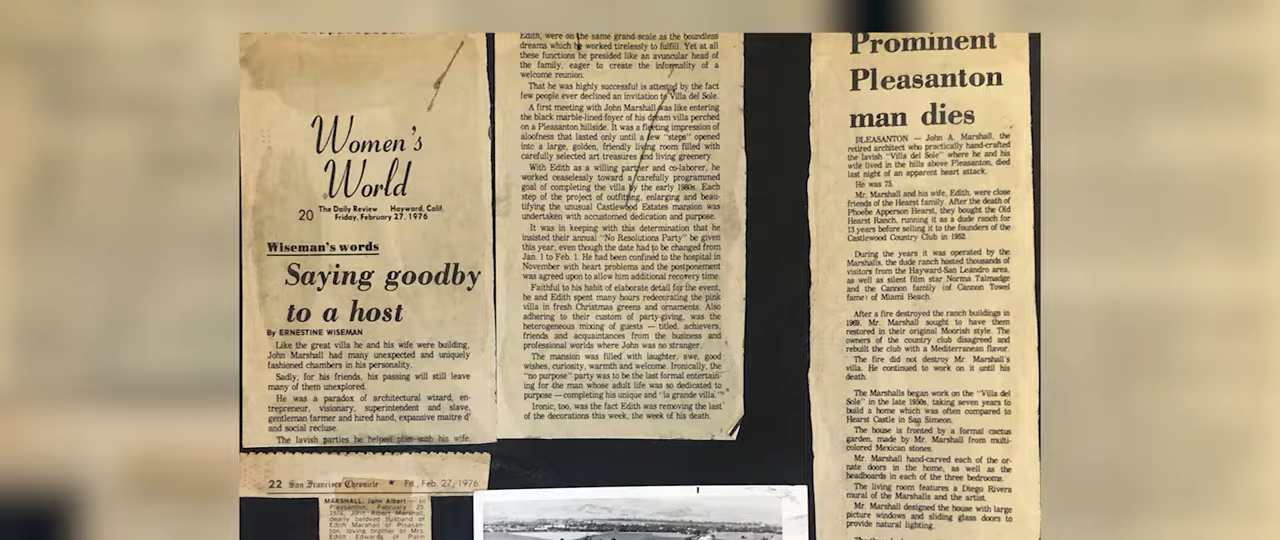 Women's
World
20 The Daily Review Hayward, Calif.
Friday, February 27, 1976
Wiseman's words
Saying goodby
to a host
By ERNESTINE WISEMAN
Like the great villa he and his wife were building,
John Marshall had many unexpected and uniquely
fashioned chambers in his personality.
Sadly, for his friends, his passing will still leave
many of them unexplored.
He was a paradox of architectural wizard, en-
trepreneur, visionary, superintendent and slave,
gentleman farmer and hired hand, expansive maitre d'
and social recluse.
The lavish parties he helped plan with his wife,
Edith, were on the same grand scale as the boundless
dreams which he worked tirelessly to fulfill. Yet at all
these functions he presided like an avuncular head of
the family, eager to create the informality of a
welcome reunion.
That he was highly successful is attested by the fact
few people ever declined an invitation to Villa del Sole.
A first meeting with John Marshall was like entering
the black marble-lined foyer of his dream villa perched
on a Pleasanton hillside. It was a fleeting impression of
aloofness that lasted only until a few "steps" opened
into a large, golden, friendly living room filled with
carefully selected art treasures and living greenery.
With Edith as a willing partner and co-laborer, he
worked ceaselessly toward a carefully programmed
goal of completing the villa by the early 1980s. Each
step of the project of outfitting, enlarging and beau-
tifying the unusual Castlewood Estates mansion was
undertaken with accustomed dedication and purpose.
It was in keeping with this determination that he
insisted their annual "No Resolutions Party" be given
this year, even though the date had to be changed from
Jan. 1 to Feb. 1. He had been confined to the hospital in
November with heart problems and the postponement
was agreed upon to allow him additional recovery time.
Faithful to his habit of elaborate detail for the event,
he and Edith spent many hours redecorating the pink
villa in fresh Christmas greens and ornaments. Also
adhering to their custom of party-giving, was the
heterogeneous mixing of guests — titled, achievers,
friends and acquaintances from the business and
professional worlds where John was no stranger.
The mansion was filled with laughter, awe, good
wishes, curiosity, warmth and welcome. Ironically, the
"no purpose" party was to be the last formal entertain-
ing for the man whose adult life was so dedicated to
purpose — completing his unique and "la grande villa."
Ironic, too, was the fact Edith was removing the last
of the decorations this week, the week of his death.
22 San Francisco Chronicle ★ Fri., Feb. 27, 1976
MARSHALL, John Albert — In
Pleasanton, February 25,
1976, John Albert Marshall,
dearly beloved husband of
Edith Marshall of Pleasan-
ton, loving brother of Mrs.
Edith Edwards of Palm
Prominent
Pleasanton
man dies
PLEASANTON — John A. Marshall, the
retired architect who practically hand-crafted
the lavish "Villa del Sole" where he and his
wife lived in the hills above Pleasanton, died
last night of an apparent heart attack.
He was 75.
Mr. Marshall and his wife, Edith, were close
friends of the Hearst family. After the death of
Phoebe Apperson Hearst, they bought the Old
Hearst Ranch, running it as a dude ranch for
13 years before selling it to the founders of the
Castlewood Country Club in 1952.
During the years it was operated by the
Marshalls, the dude ranch hosted thousands of
visitors from the Hayward-San Leandro area,
as well as silent film star Norma Talmadge
and the Cannon family (of Cannon Towel
fame) of Miami Beach.
After a fire destroyed the ranch buildings in
1969, Mr. Marshall sought to have them
restored in their original Moorish style. The
owners of the country club disagreed and
rebuilt the club with a Mediterranean flavor.
The fire did not destroy Mr. Marshall's
villa. He continued to work on it until his
death.
The Marshalls began work on the "Villa del
Sole" in the late 1950s, taking seven years to
build a home which was often compared to
Hearst Castle in San Simeon.
The house is fronted by a formal cactus
garden, made by Mr. Marshall from multi-
colored Mexican stones.
Mr. Marshall hand-carved each of the or-
nate doors in the home, as well as the
headboards in each of the three bedrooms.
The living room features a Diego Rivera
mural of the Marshalls and the artist.
Mr. Marshall designed the house with large
picture windows and sliding glass doors to
provide natural lighting.